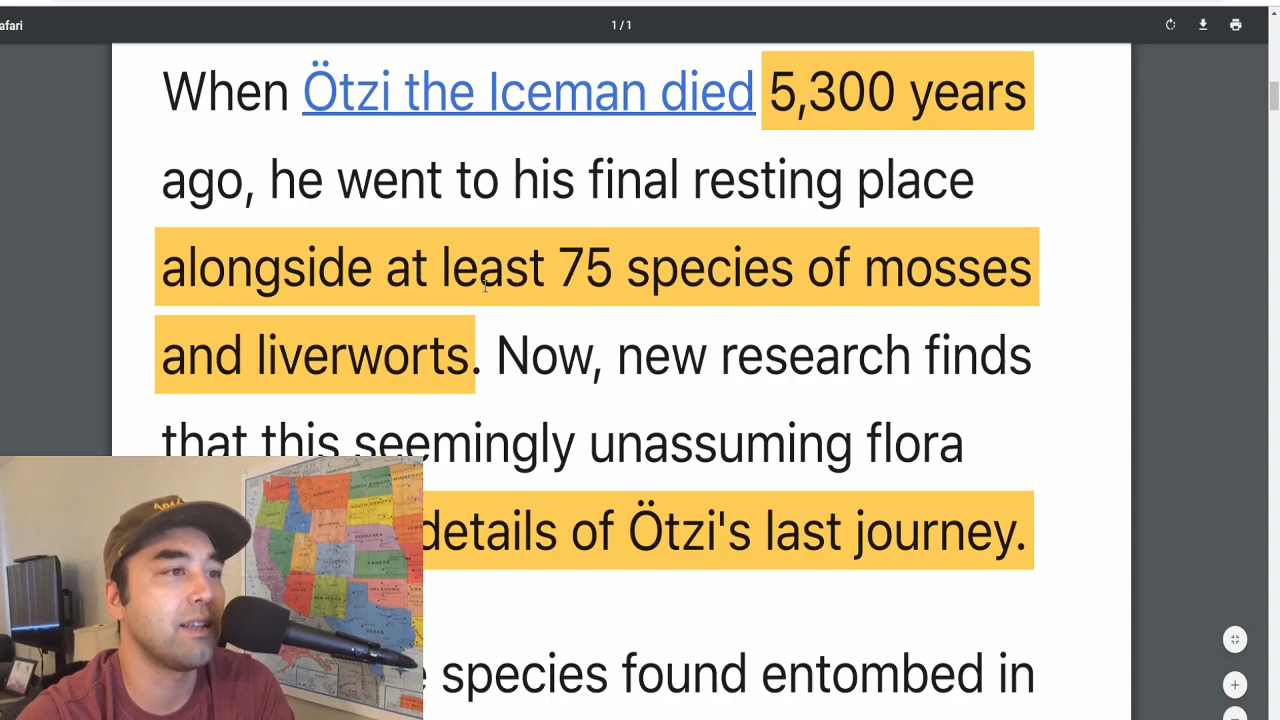 afari
1 / 1
When Ötzi the Iceman died 5,300 years
ago, he went to his final resting place
alongside at least 75 species of mosses
and liverworts. Now, new research finds
that this seemingly unassuming flora
details of Ötzi's last journey.
species found entombed in